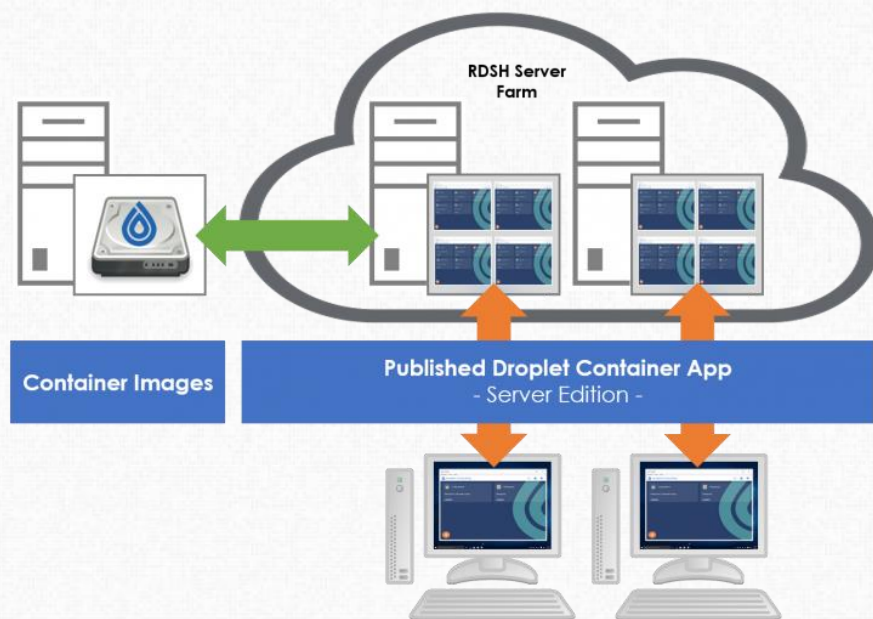 RDSH Server
Farm
Container Images
Published Droplet Container App
- Server Edition -